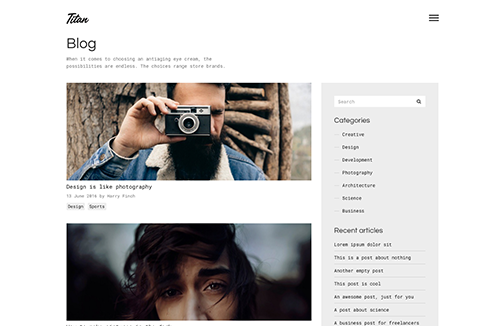 Titan
Blog
When it comes to choosing an antiaging eye cream, the
possibilities are endless. The choices range store brands.
Design is like photography
13 June 2016 by Harry Finch
Design Sports
Search
Categories
Creative
Design
Development
Photography
Architecture
Science
Business
Recent articles
Lorem ipsum dolor sit
This is a post about nothing
Another empty post
This post is cool
An awesome post, just for you
A post about science
A business post for freelancers